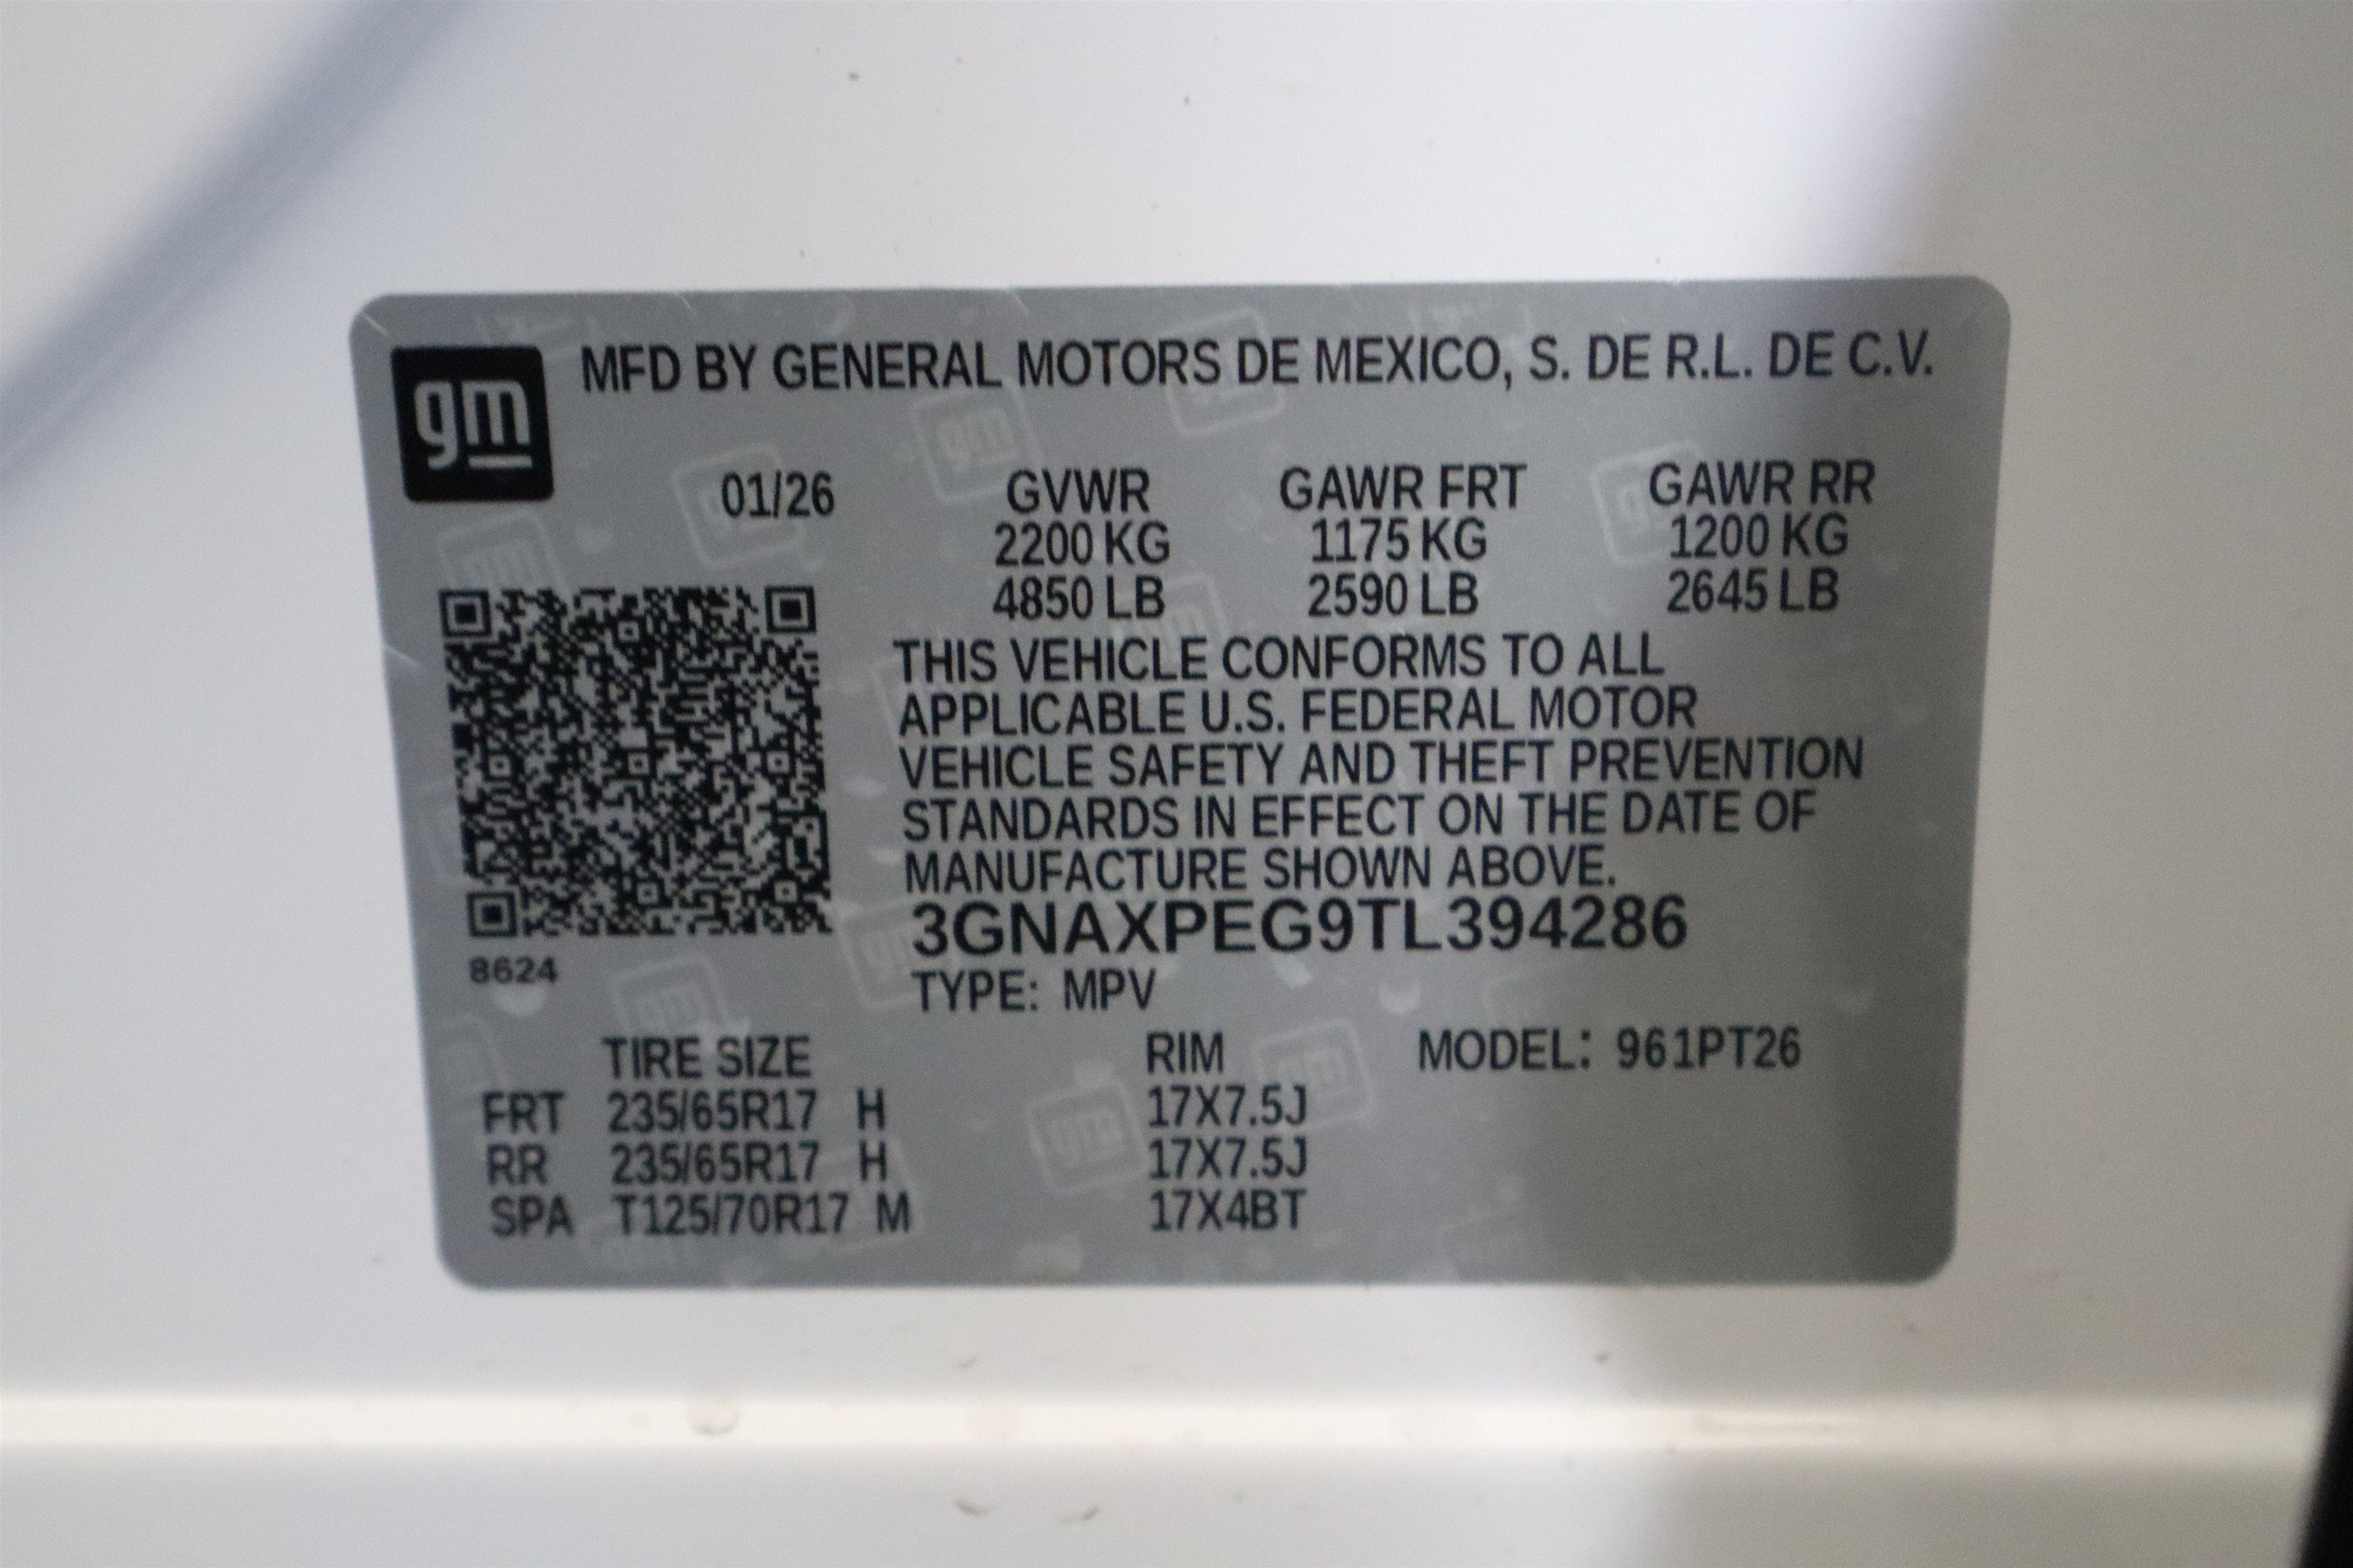 gm
MFD BY GENERAL MOTORS DE MEXICO, S. DE R.L. DE C.V.
01/26 GVWR GAWR FRT GAWR RR
2200 KG 1175 KG 1200 KG
4850 LB 2590 LB 2645 LB
THIS VEHICLE CONFORMS TO ALL
APPLICABLE U.S. FEDERAL MOTOR
VEHICLE SAFETY AND THEFT PREVENTION
STANDARDS IN EFFECT ON THE DATE OF
MANUFACTURE SHOWN ABOVE.
3GNAXPEG9TL394286
8624
TYPE: MPV
TIRE SIZE RIM MODEL: 961PT26
FRT 235/65R17 H 17X7.5J
RR 235/65R17 H 17X7.5J
SPA T125/70R17 M 17X4BT